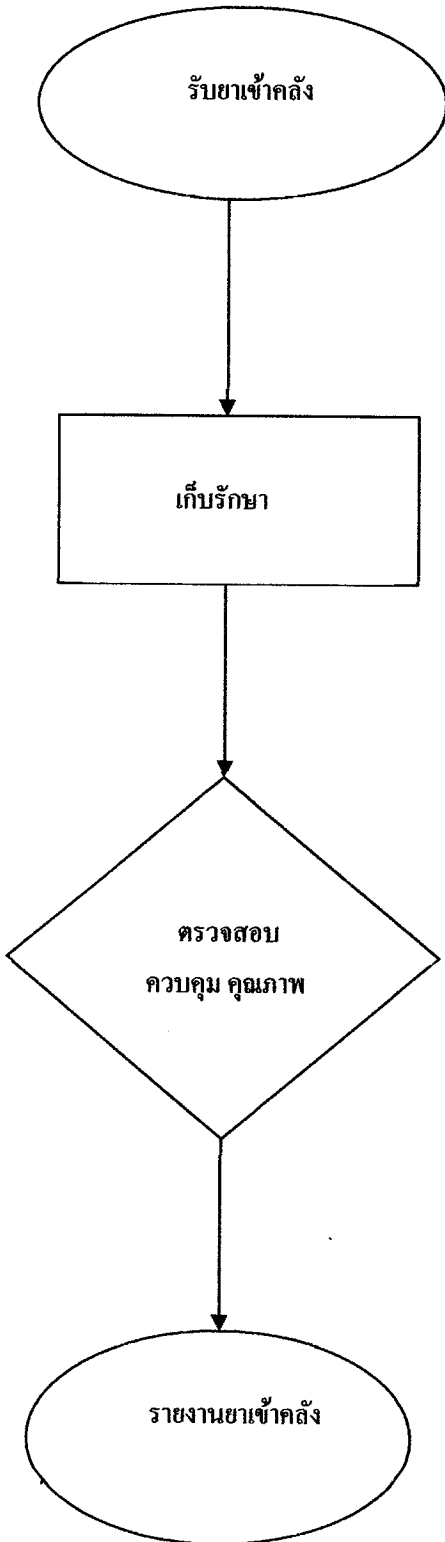 รับยาเข้าคลัง
เก็บรักษา
ตรวจสอบ
ควบคุม คุณภาพ
รายงานยาเข้าคลัง